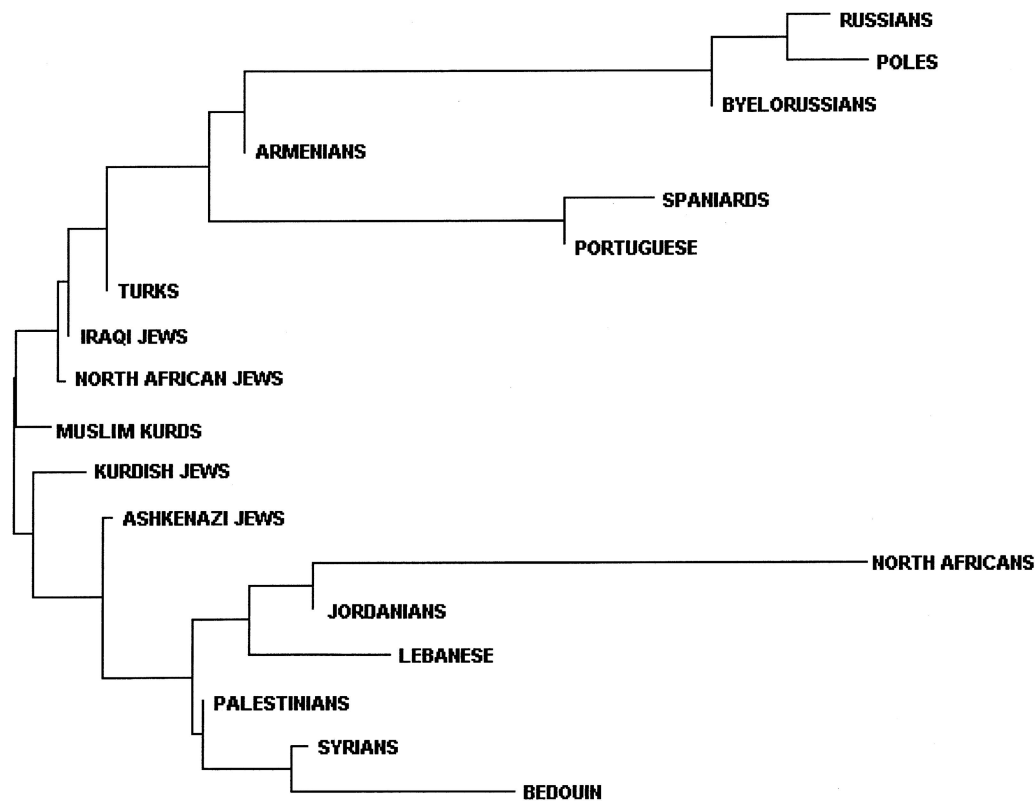 RUSSIANS
POLES
BYELORUSSIANS
ARMENIANS
SPANIARDS
PORTUGUESE
TURKS
IRAQI JEWS
NORTH AFRICAN JEWS
MUSLIM KURDS
KURDISH JEWS
ASHKENAZI JEWS
NORTH AFRICANS
JORDANIANS
LEBANESE
PALESTINIANS
SYRIANS
BEDOUIN